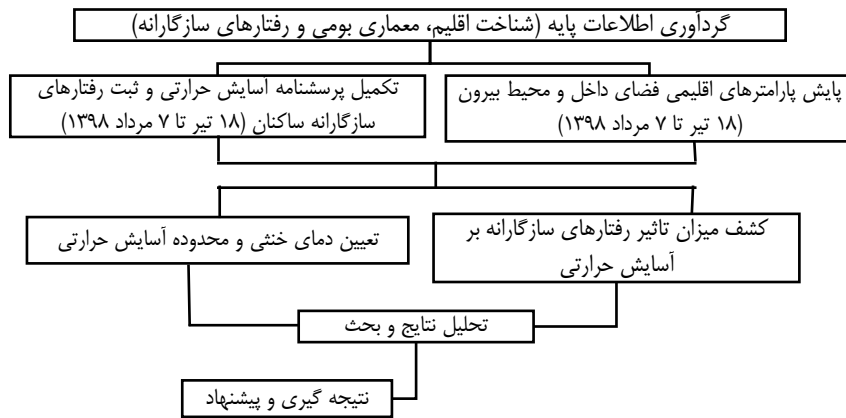 گردآوری اطلاعات پایه (شناخت اقلیم، معماری بومی و رفتارهای سازگارانه)
پایش پارامترهای اقلیمی فضای داخل و محیط بیرون
(۱۸ تیر تا ۷ مرداد ۱۳۹۸)
تکمیل پرسشنامه آسایش حرارتی و ثبت رفتارهای
سازگارانه ساکنان (۱۸ تیر تا ۷ مرداد ۱۳۹۸)
کشف میزان تاثیر رفتارهای سازگارانه بر
آسایش حرارتی
تعیین دمای خنثی و محدوده آسایش حرارتی
تحلیل نتایج و بحث
نتیجه گیری و پیشنهاد